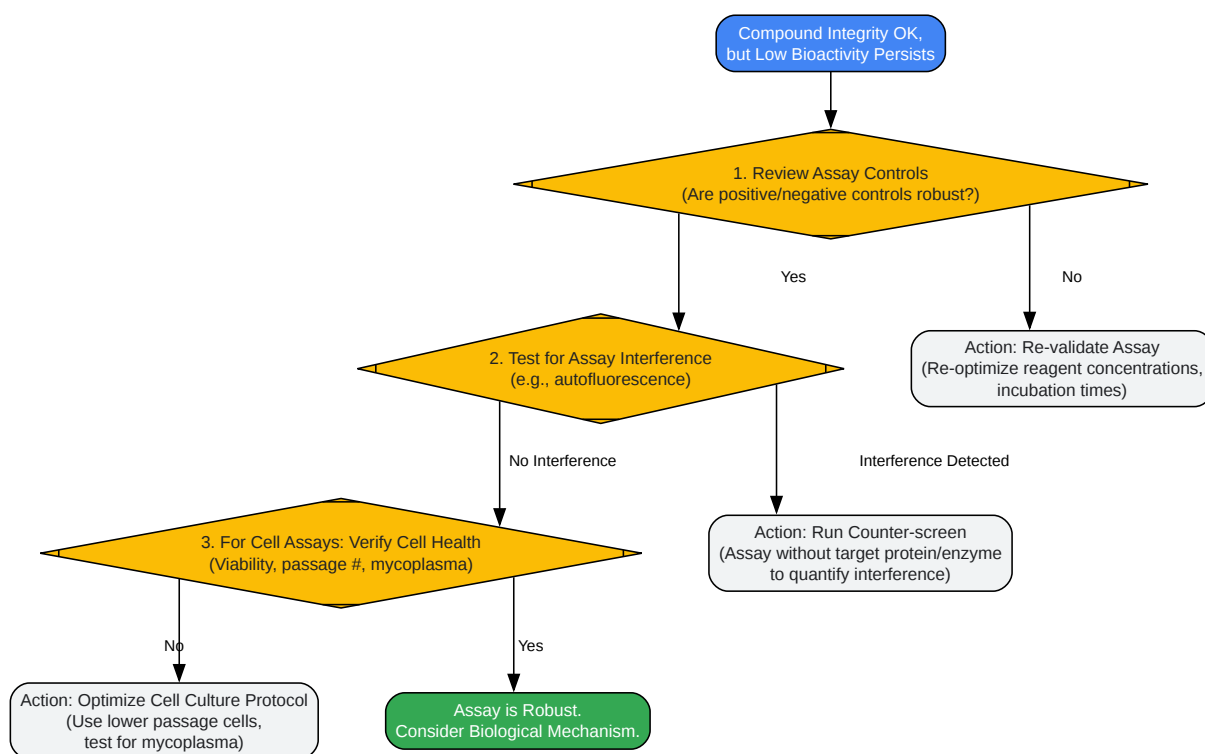 Compound Integrity OK,
but Low Bioactivity Persists
1. Review Assay Controls
(Are positive/negative controls robust?)
Yes
No
2. Test for Assay Interference
(e.g., autofluorescence)
Action: Re-validate Assay
(Re-optimize reagent concentrations,
incubation times)
No Interference
Interference Detected
3. For Cell Assays: Verify Cell Health
(Viability, passage #, mycoplasma)
Action: Run Counter-screen
(Assay without target protein/enzyme
to quantify interference)
No
Yes
Action: Optimize Cell Culture Protocol
(Use lower passage cells,
test for mycoplasma)
Assay is Robust.
Consider Biological Mechanism.